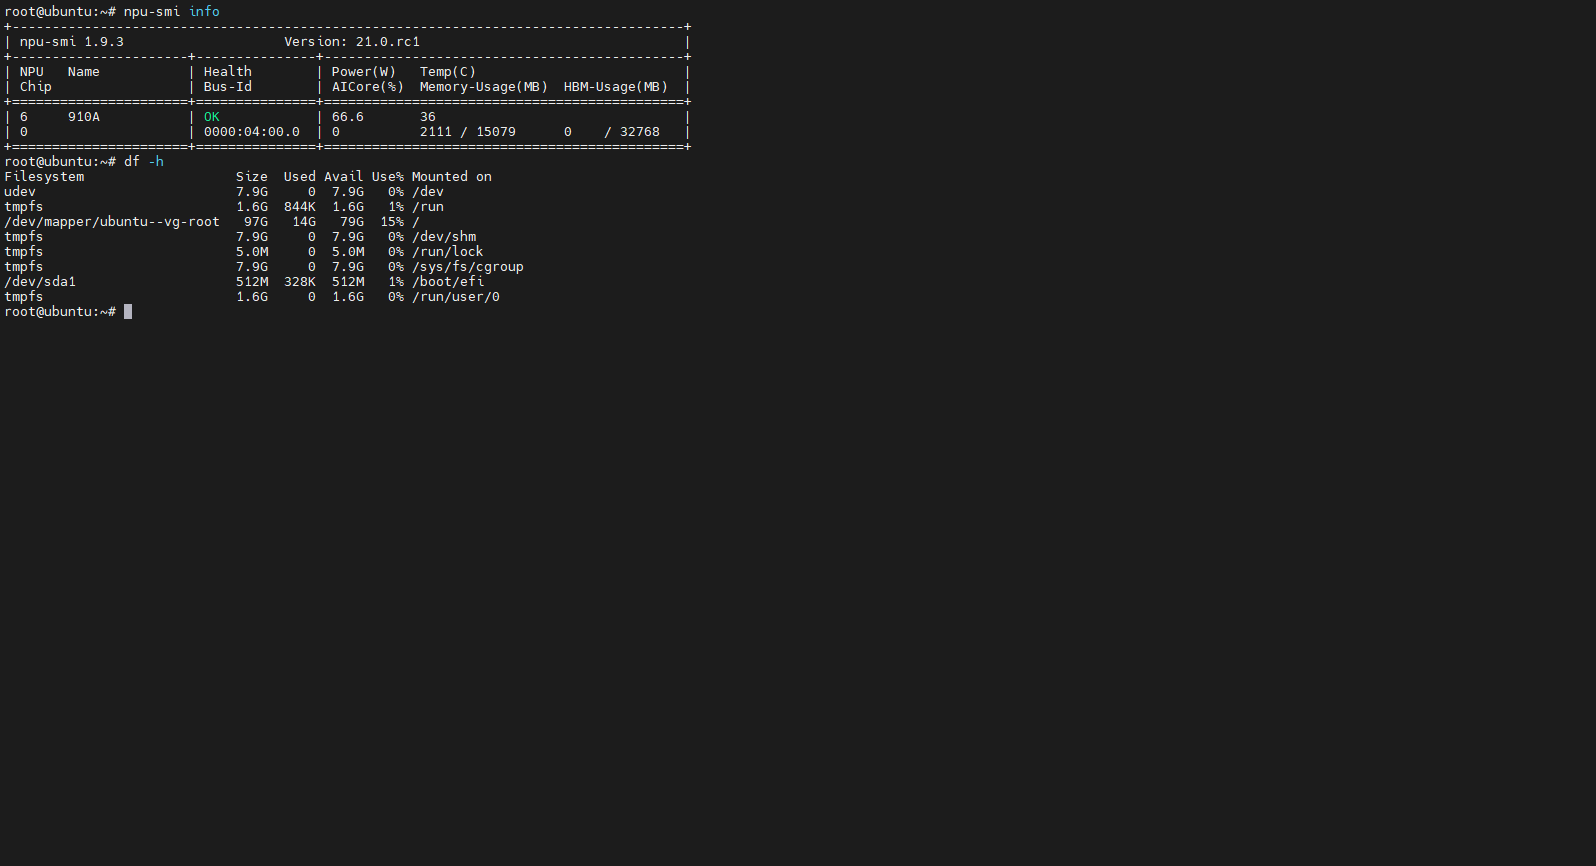 root@ubuntu:~# npu-smi info
+------------------------------------------------------------------------------------+
| npu-smi 1.9.3                    Version: 21.0.rc1                                 |
+----------------------+---------------+---------------------------------------------+
| NPU   Name           | Health        | Power(W)   Temp(C)                          |
| Chip                 | Bus-Id        | AICore(%)  Memory-Usage(MB)  HBM-Usage(MB)  |
+======================+===============+=============================================+
| 6     910A           | OK            | 66.6       36                               |
| 0                    | 0000:04:00.0  | 0          2111 / 15079      0    / 32768   |
+======================+===============+=============================================+
root@ubuntu:~# df -h
Filesystem                   Size  Used Avail Use% Mounted on
udev                         7.9G     0  7.9G   0% /dev
tmpfs                        1.6G  844K  1.6G   1% /run
/dev/mapper/ubuntu--vg-root   97G   14G   79G  15% /
tmpfs                        7.9G     0  7.9G   0% /dev/shm
tmpfs                        5.0M     0  5.0M   0% /run/lock
tmpfs                        7.9G     0  7.9G   0% /sys/fs/cgroup
/dev/sda1                    512M  328K  512M   1% /boot/efi
tmpfs                        1.6G     0  1.6G   0% /run/user/0
root@ubuntu:~#